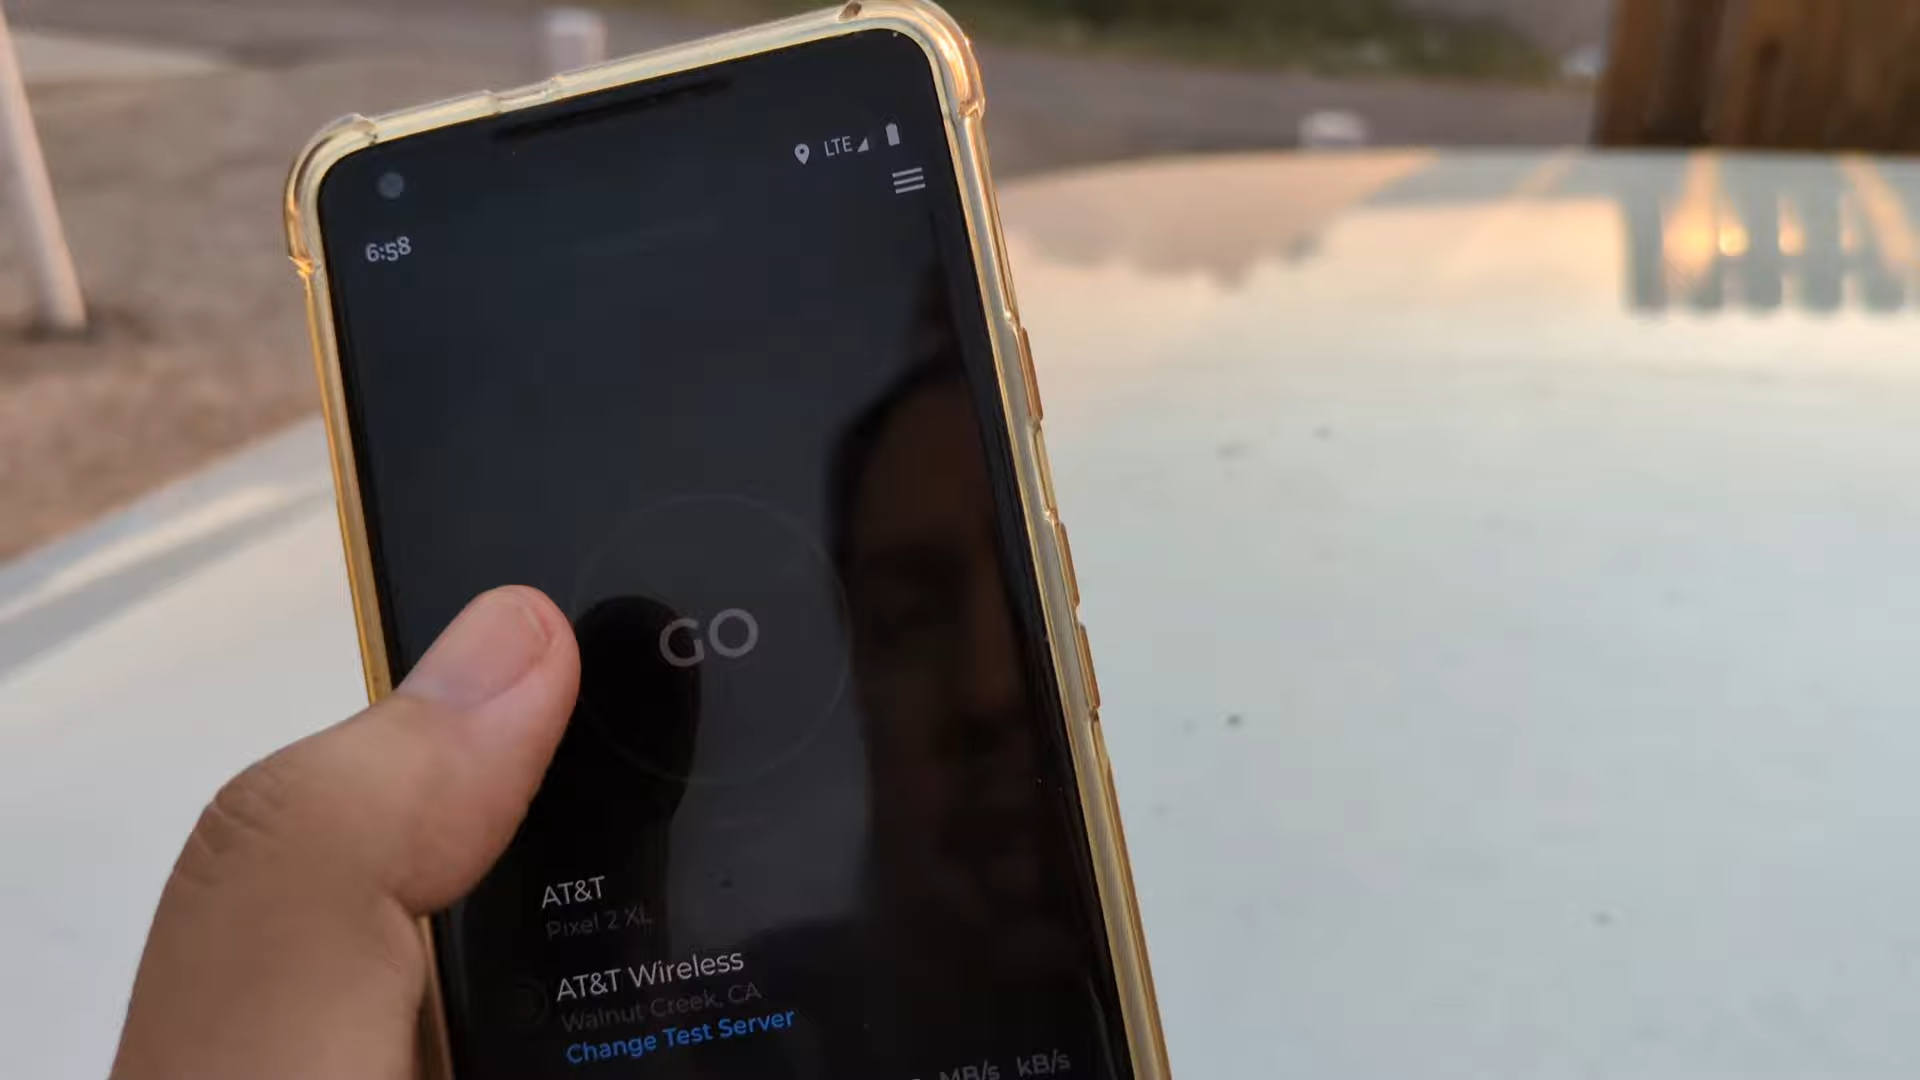 LTE
6:58
GO
AT&T
Pixel 2 XL
AT&T Wireless
Walnut Creek, CA
Change Test Server
MB/s kB/s